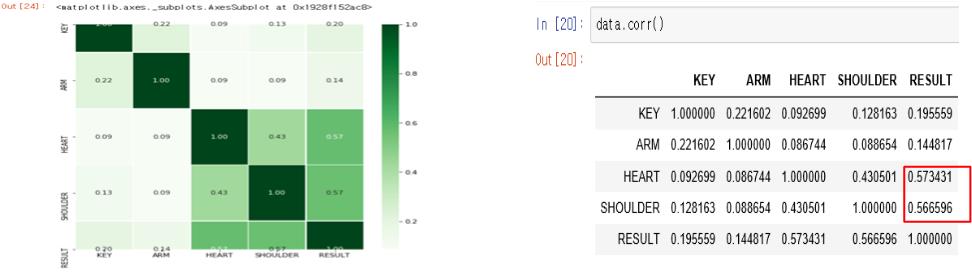 Out [24]: <matplotlib.axes._subplots.AxesSubplot at 0x1928f152ac8>
KEY 0.22 0.09 0.13 0.20
ARM 0.22 1.00 0.09 0.09 0.14
HEART 0.09 0.09 1.00 0.43 0.57
SHOULDER 0.13 0.09 0.43 1.00 0.57
RESULT 0.20 0.14 0.57 0.57 1.00
KEY ARM HEART SHOULDER RESULT
1.0
0.8
0.6
0.4
0.2
In [20]: data.corr()
Out [20]:
KEY ARM HEART SHOULDER RESULT
KEY 1.000000 0.221602 0.092699 0.128163 0.195559
ARM 0.221602 1.000000 0.086744 0.088654 0.144817
HEART 0.092699 0.086744 1.000000 0.430501 0.573431
SHOULDER 0.128163 0.088654 0.430501 1.000000 0.566596
RESULT 0.195559 0.144817 0.573431 0.566596 1.000000